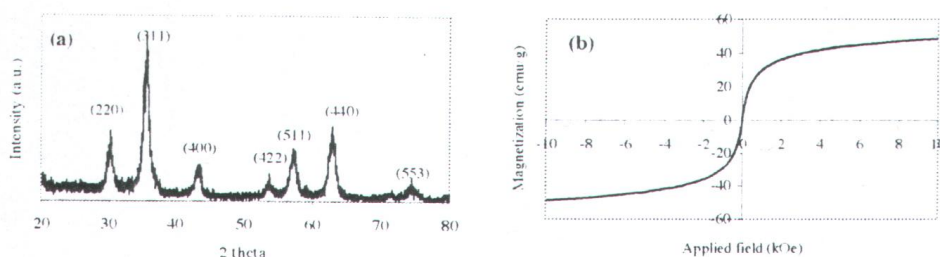 (a)
(311)
(220)
(400)
(422)
(511)
(440)
(553)
Intensity (a.u.)
20 30 40 50 60 70 80
2 theta
(b)
60
40
20
0
-20
-40
-60
-10 -8 -6 -4 -2 0 2 4 6 8 10
Magnetization (emu g)
Applied field (kOe)